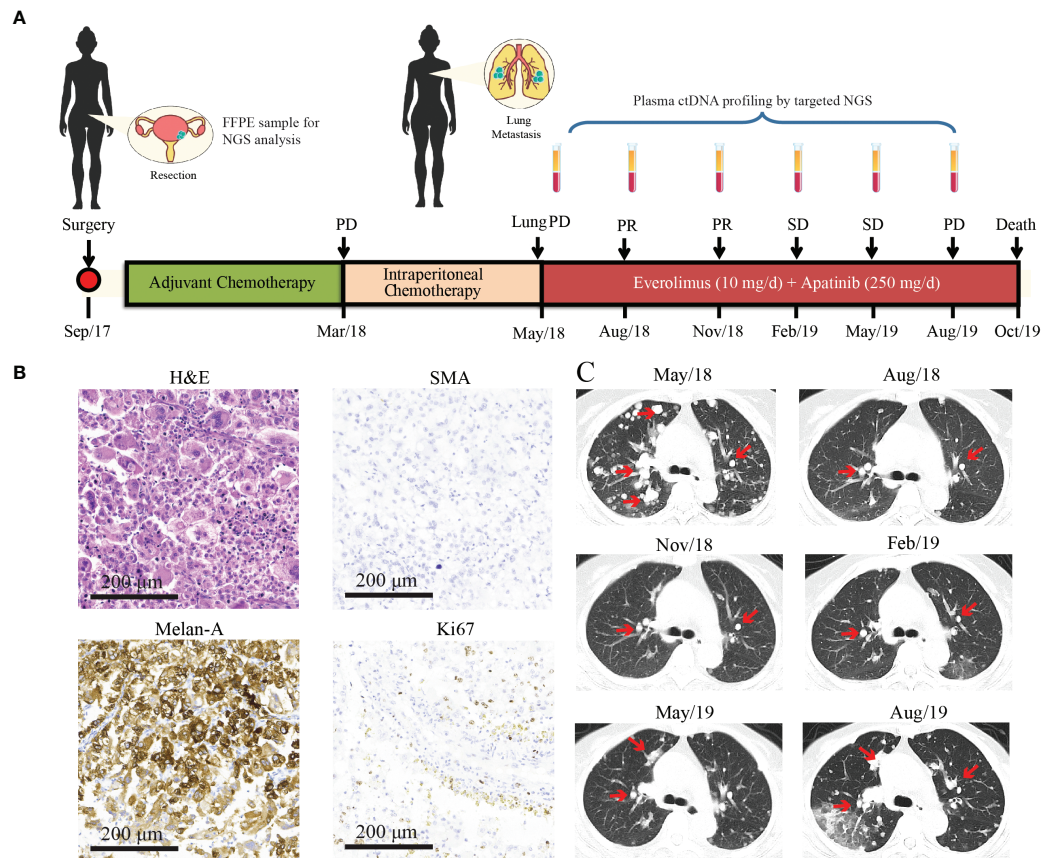 A
FFPE sample for
NGS analysis
Resection
Lung
Metastasis
Plasma ctDNA profiling by targeted NGS
Surgery
PD
Lung PD
PR
PR
SD
SD
PD
Death
Adjuvant Chemotherapy
Intraperitoneal
Chemotherapy
Everolimus (10 mg/d) + Apatinib (250 mg/d)
Sep/17
Mar/18
May/18
Aug/18
Nov/18
Feb/19
May/19
Aug/19
Oct/19
B
H&E
200 μm
SMA
200 μm
Melan-A
200 μm
Ki67
200 μm
C
May/18
Aug/18
Nov/18
Feb/19
May/19
Aug/19